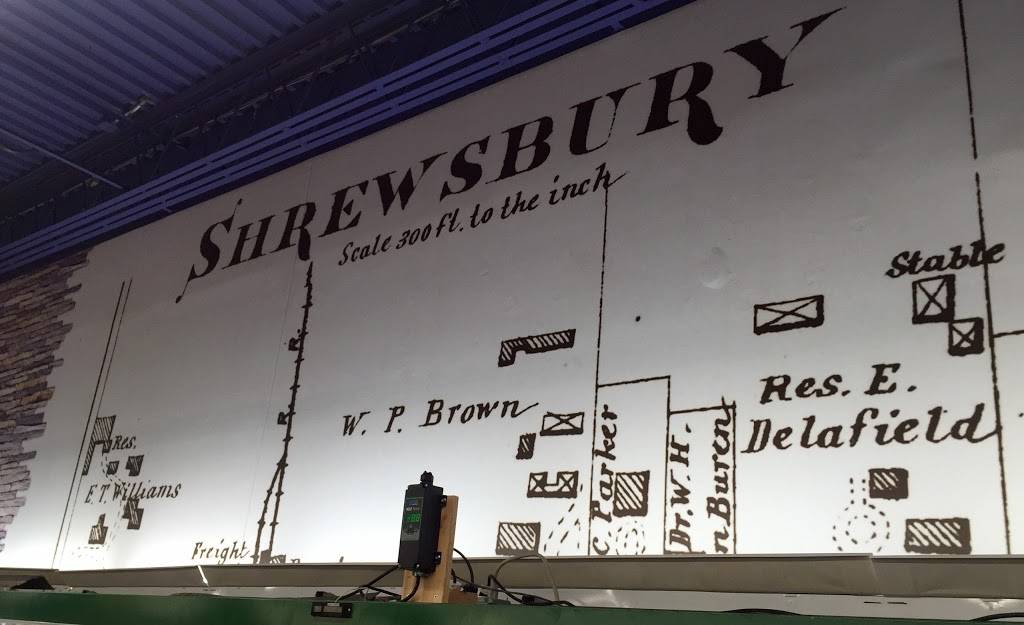 SHREWSBURY
Scale 300 ft. to the inch
R.
R.
Stable
Res. E.
Delafield
W. P. Brown
C. Parker
Dr. W. H.
n Buren
Res.
E. T. Williams
Freight